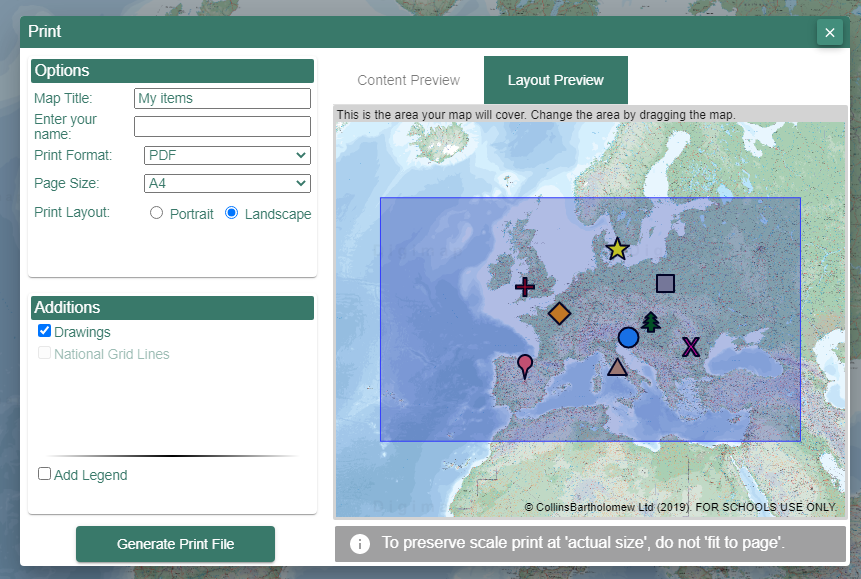 Print
×
Options
Map Title: My items
Enter your
name:
Print Format: PDF
Page Size: A4
Print Layout: Portrait Landscape
Additions
Drawings
National Grid Lines
Add Legend
Generate Print File
Content Preview Layout Preview
This is the area your map will cover. Change the area by dragging the map.
© CollinsBartholomew Ltd (2019). FOR SCHOOLS USE ONLY.
To preserve scale print at 'actual size', do not 'fit to page'.